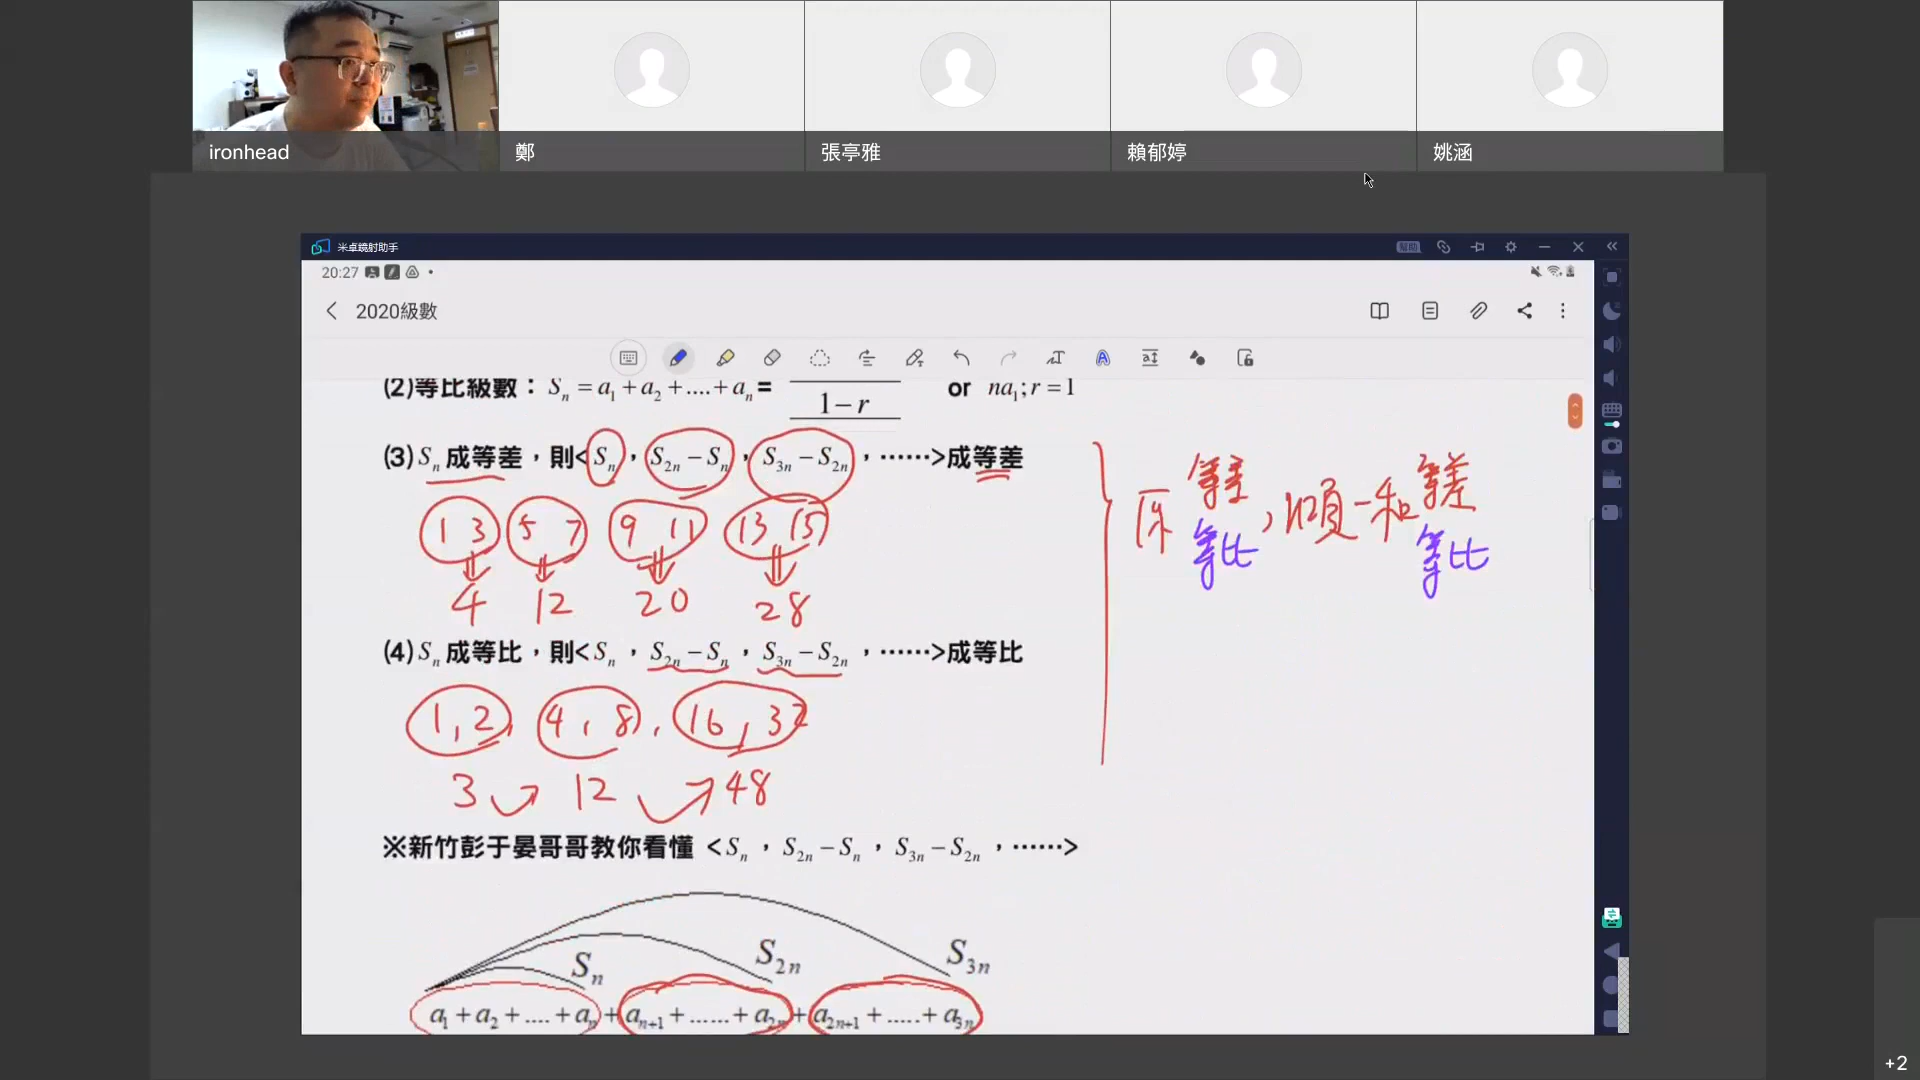 ironhead
鄭
張亭雅
賴郁婷
姚涵
米卓鏡射助手
20:27
2020級數
(2)等比級數：Sₙ = a₁ + a₂ + .... + aₙ = 1 − r or na₁; r = 1
(3) Sₙ 成等差，則< Sₙ ， S₂ₙ − Sₙ ， S₃ₙ − S₂ₙ ，……>成等差
原 等差 , 順一和 等差
等比 等比
1 3 5 7 9 11 13 15
4 12 20 28
(4) Sₙ 成等比，則< Sₙ ， S₂ₙ − Sₙ ， S₃ₙ − S₂ₙ ，……>成等比
1, 2, 4, 8, 16, 32
3 12 48
※新竹彭于晏哥哥教你看懂 < Sₙ ， S₂ₙ − Sₙ ， S₃ₙ − S₂ₙ ，……>
Sₙ S₂ₙ S₃ₙ
a₁ + a₂ + .... + aₙ + aₙ₊₁ + ...... + a₂ₙ + a₂ₙ₊₁ + ..... + a₃ₙ
+2